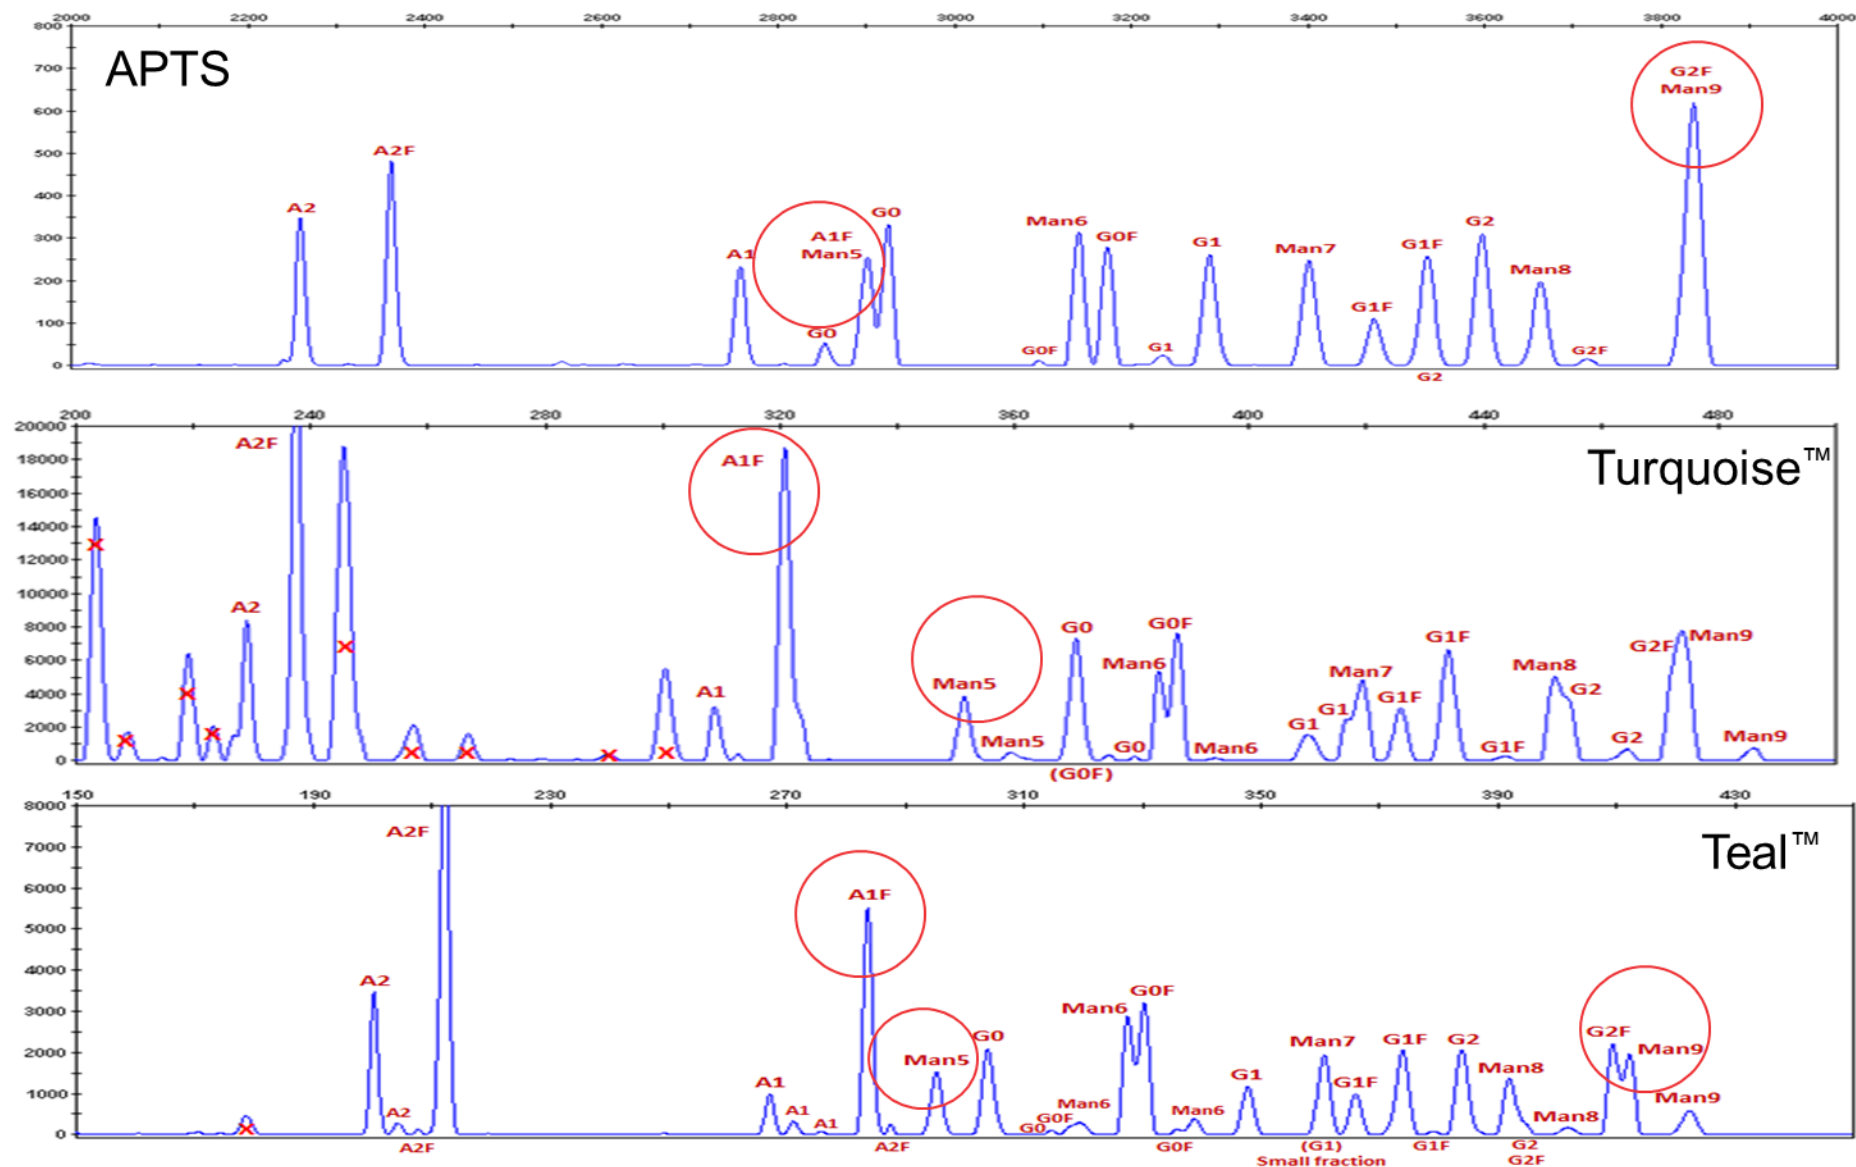 2000 2200 2400 2600 2800 3000 3200 3400 3600 3800 4000
800
700
600
500
400
300
200
100
0
APTS
A2
A2F
A1
A1F
Man5
G0
G0
G0F
Man6
G0F
G1
G1
Man7
G1F
G1F
G2
G2
Man8
G2F
G2F
Man9
200 240 280 320 360 400 440 480
20000
18000
16000
14000
12000
10000
8000
6000
4000
2000
0
Turquoise™
X
X
X
X
A2
A2F
X
X
X
X
X
A1
A1F
Man5
Man5
G0
(G0F)
G0
Man6
G0F
Man6
G1
G1
Man7
G1F
G1F
G1F
Man8
G2
G2
G2F
Man9
Man9
150 190 230 270 310 350 390 430
8000
7000
6000
5000
4000
3000
2000
1000
0
Teal™
X
A2
A2
A2F
A2F
A1
A1
A1
A1F
A2F
Man5
G0
G0
G0F
Man6
Man6
G0F
G0F
Man6
G1
(G1)
Small fraction
Man7
G1F
G1F
G1F
G2
Man8
G2
G2F
Man8
G2F
Man9
Man9